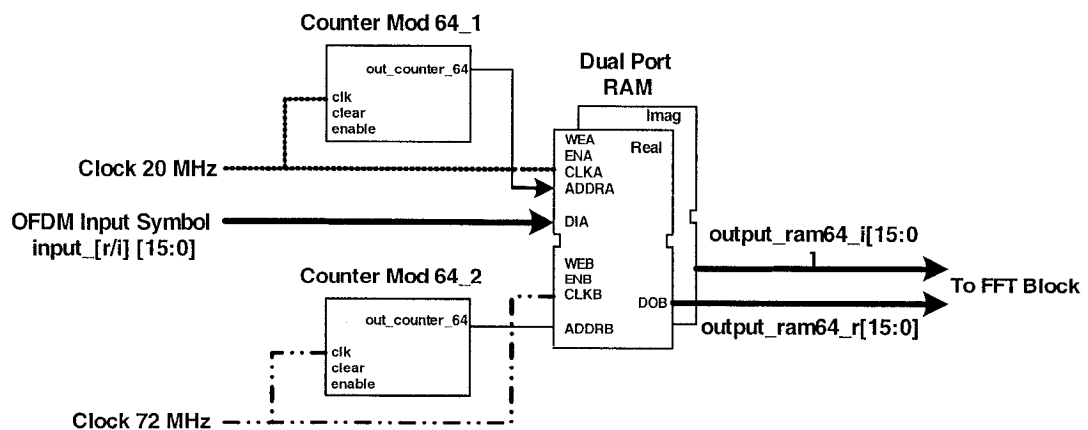 Counter Mod 64_1
out_counter_64
clk
clear
enable
Clock 20 MHz
OFDM Input Symbol
input_[r/i] [15:0]
Dual Port
RAM
Imag
Real
WEA
ENA
CLKA
ADDRA
DIA
WEB
ENB
CLKB
ADDRB
DOB
Counter Mod 64_2
out_counter_64
clk
clear
enable
Clock 72 MHz
output_ram64_i[15:0
]
To FFT Block
output_ram64_r[15:0]